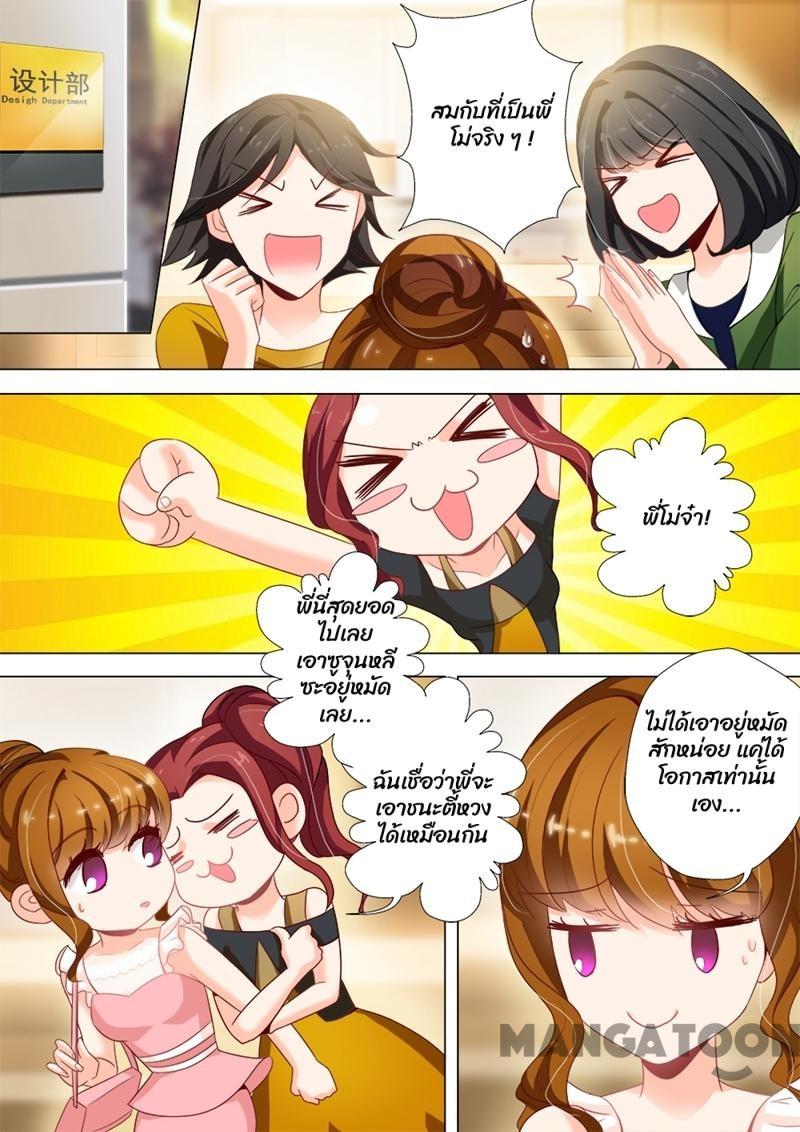 设计部
Desigh Department
สมกับที่เป็นพี่
โม่จริง ๆ !
พี่โม่จ๋า!
พี่นี่สุดยอด
ไปเลย
เอาซูจุนหลี
ซะอยู่หมัด
เลย...
ฉันเชื่อว่าพี่จะ
เอาชนะตี้หวง
ได้เหมือนกัน
ไม่ได้เอาอยู่หมัด
สักหน่อย แค่ได้
โอกาสเท่านั้น
เอง...
MANGATOON